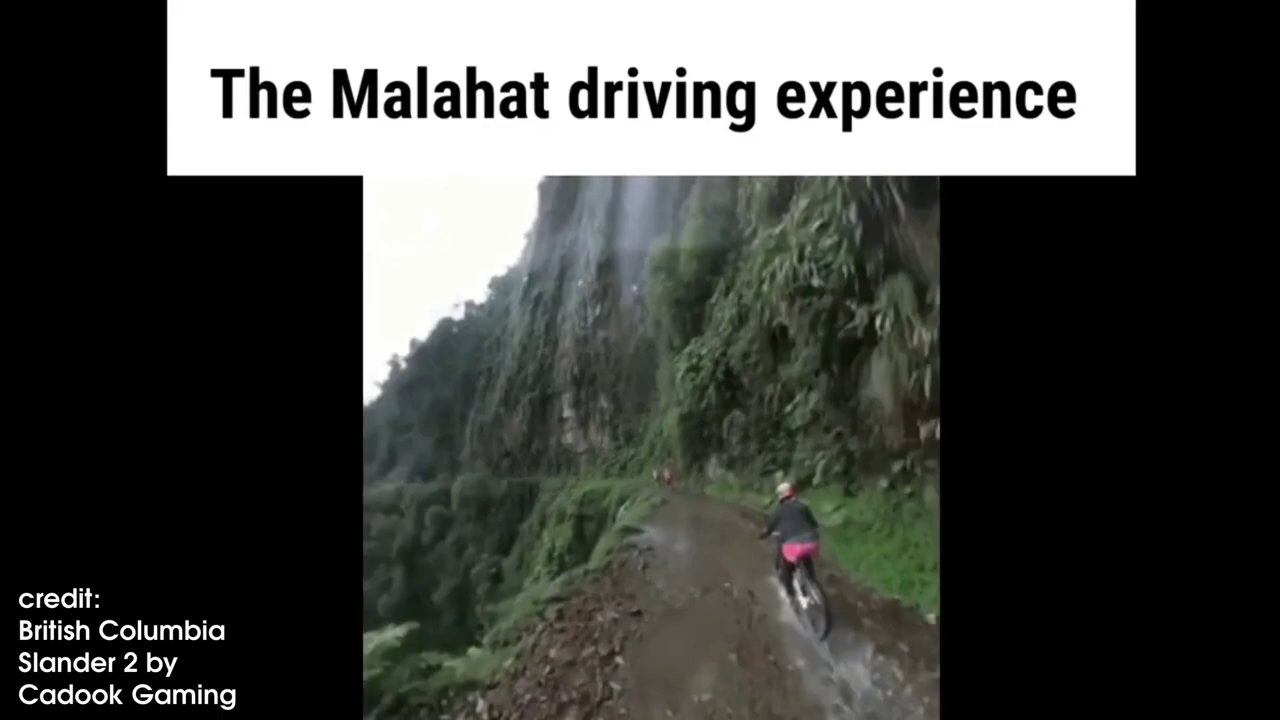 The Malahat driving experience
credit:
British Columbia
Slander 2 by
Cadook Gaming